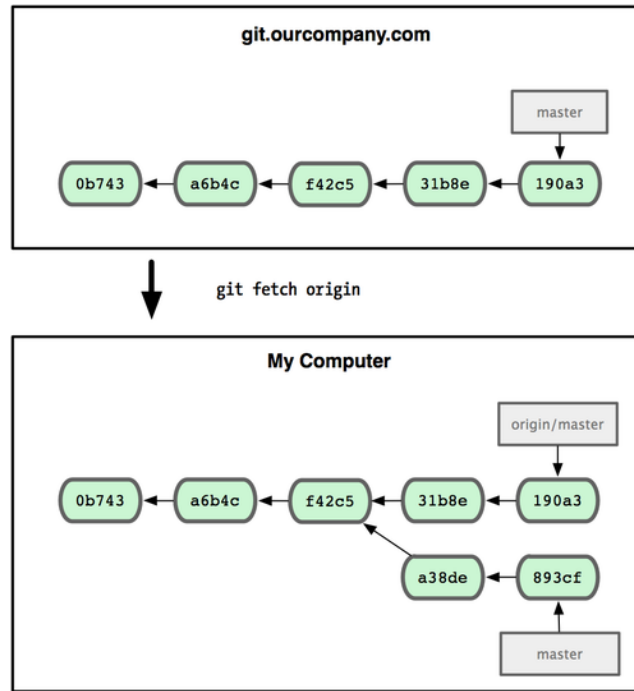 git.ourcompany.com
master
0b743 a6b4c f42c5 31b8e 190a3
git fetch origin
My Computer
origin/master
0b743 a6b4c f42c5 31b8e 190a3
a38de 893cf
master